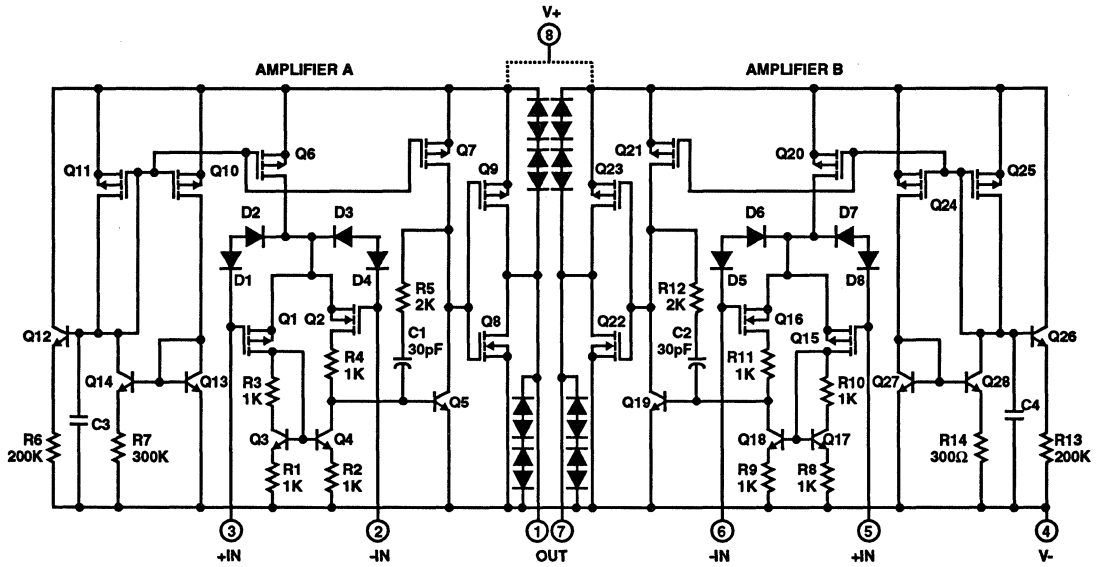 V+
8
AMPLIFIER A
AMPLIFIER B
Q11
Q10
Q6
Q7
Q9
Q23
Q21
Q20
Q24
Q25
D2
D3
D1
D4
D6
D7
D5
D8
Q12
Q1
Q2
R5
2K
C1
30pF
Q8
Q22
R12
2K
C2
30pF
Q16
Q15
Q26
Q14
Q13
R3
1K
R4
1K
Q5
Q19
R11
1K
R10
1K
Q27
Q28
C3
C4
R6
200K
R7
300K
Q3
Q4
R1
1K
R2
1K
Q18
Q17
R9
1K
R8
1K
R14
300Ω
R13
200K
3
2
1
7
6
5
4
+IN
-IN
OUT
-IN
+IN
V-